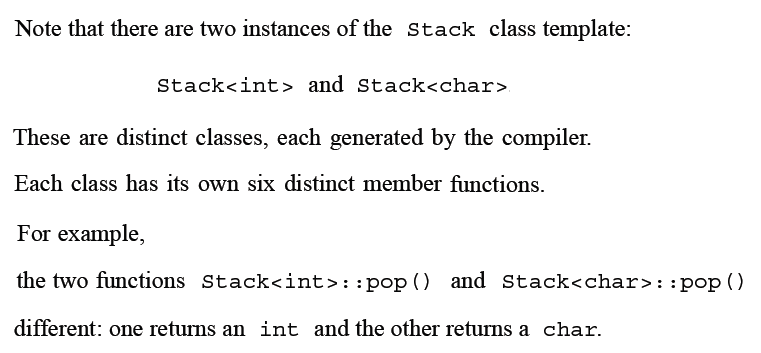 Note that there are two instances of the Stack class template:
Stack<int> and Stack<char>
These are distinct classes, each generated by the compiler.
Each class has its own six distinct member functions.
For example,
the two functions Stack<int>::pop() and Stack<char>::pop()
different: one returns an int and the other returns a char.